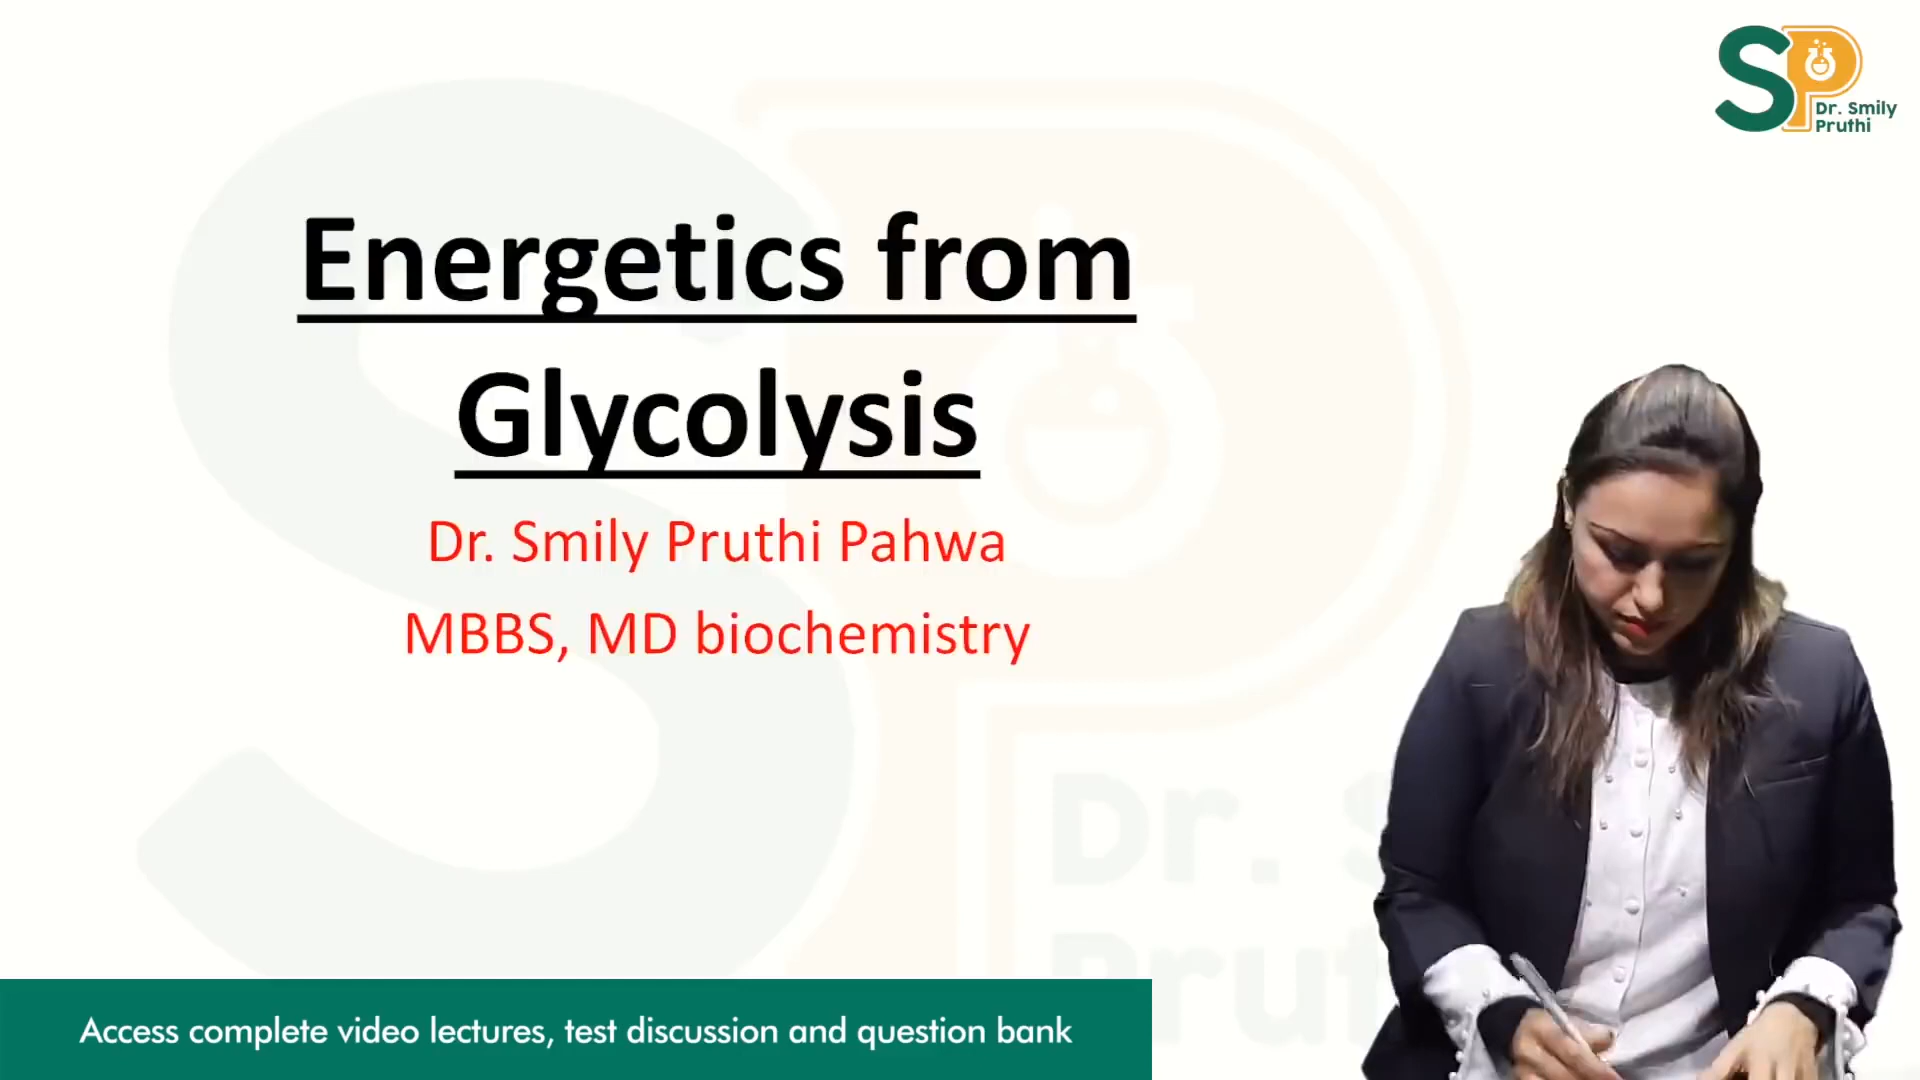 Dr. Smily
Pruthi
Energetics from
Glycolysis
Dr. Smily Pruthi Pahwa
MBBS, MD biochemistry
Access complete video lectures, test discussion and question bank